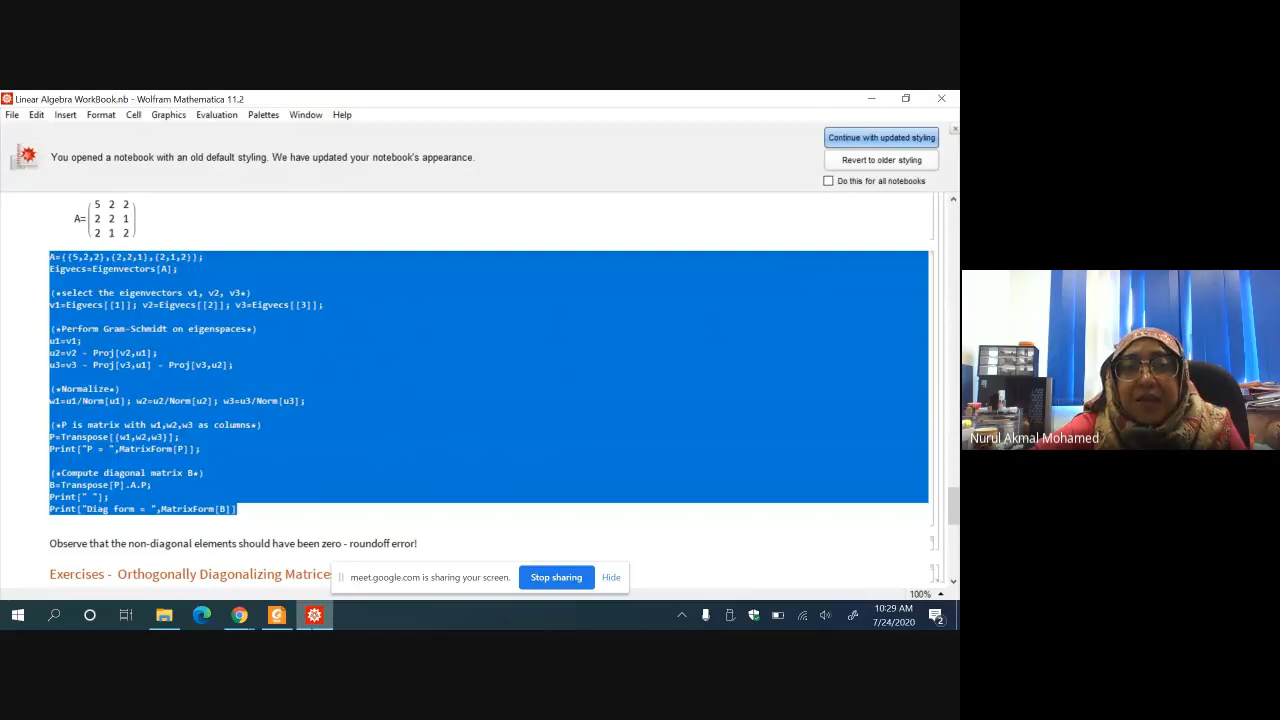 Linear Algebra WorkBook.nb - Wolfram Mathematica 11.2
File Edit Insert Format Cell Graphics Evaluation Palettes Window Help
You opened a notebook with an old default styling. We have updated your notebook's appearance.
Continue with updated styling
Revert to older styling
Do this for all notebooks
5 2 2
A= 2 2 1
2 1 2
A={{5,2,2},{2,2,1},{2,1,2}};
Eigvecs=Eigenvectors[A];
(*select the eigenvectors v1, v2, v3*)
v1=Eigvecs[[1]]; v2=Eigvecs[[2]]; v3=Eigvecs[[3]];
(*Perform Gram-Schmidt on eigenspaces*)
u1=v1;
u2=v2 - Proj[v2,u1];
u3=v3 - Proj[v3,u1] - Proj[v3,u2];
(*Normalize*)
w1=u1/Norm[u1]; w2=u2/Norm[u2]; w3=u3/Norm[u3];
(*P is matrix with w1,w2,w3 as columns*)
P=Transpose[{w1,w2,w3}];
Print["P = ",MatrixForm[P]];
(*Compute diagonal matrix B*)
B=Transpose[P].A.P;
Print[" "];
Print["Diag form = ",MatrixForm[B]]
Observe that the non-diagonal elements should have been zero - roundoff error!
Exercises - Orthogonally Diagonalizing Matrices
meet.google.com is sharing your screen.
Stop sharing
Hide
100%
10:29 AM
7/24/2020
2
Nurul Akmal Mohamed